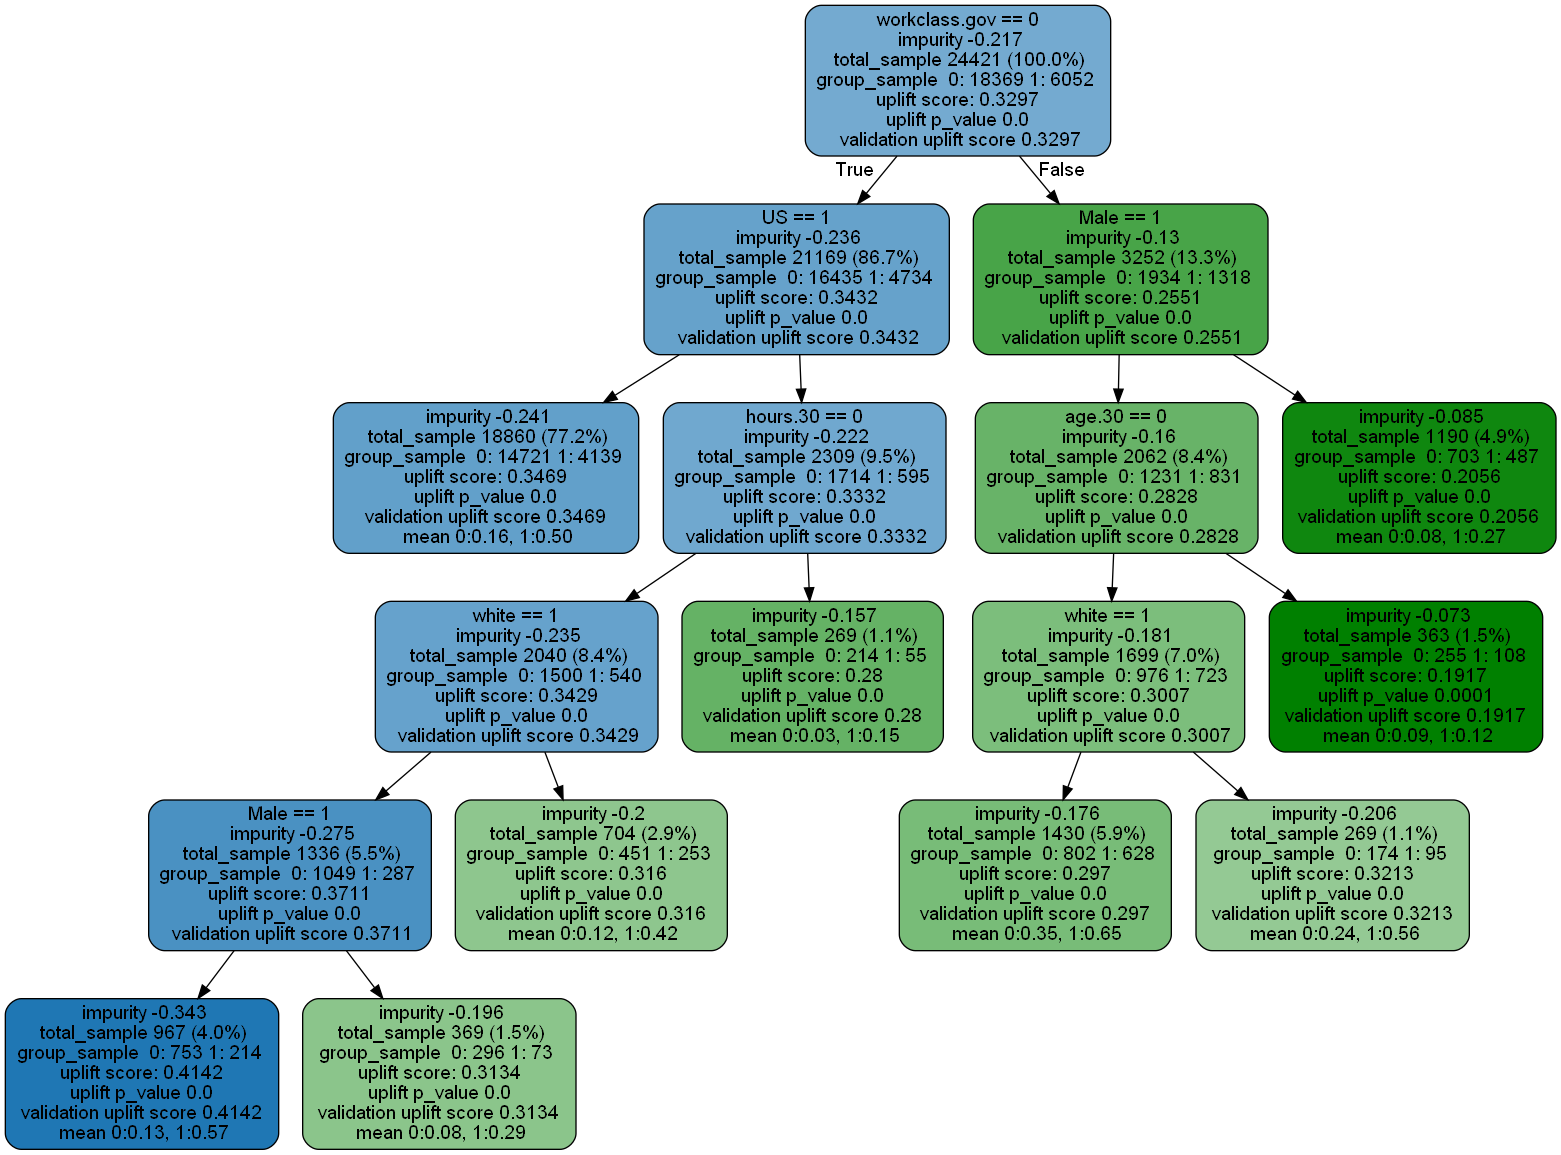 workclass.gov == 0
impurity -0.217
total_sample 24421 (100.0%)
group_sample  0: 18369 1: 6052
uplift score: 0.3297
uplift p_value 0.0
validation uplift score 0.3297
True
False
US == 1
impurity -0.236
total_sample 21169 (86.7%)
group_sample  0: 16435 1: 4734
uplift score: 0.3432
uplift p_value 0.0
validation uplift score 0.3432
Male == 1
impurity -0.13
total_sample 3252 (13.3%)
group_sample  0: 1934 1: 1318
uplift score: 0.2551
uplift p_value 0.0
validation uplift score 0.2551
impurity -0.241
total_sample 18860 (77.2%)
group_sample  0: 14721 1: 4139
uplift score: 0.3469
uplift p_value 0.0
validation uplift score 0.3469
mean 0:0.16, 1:0.50
hours.30 == 0
impurity -0.222
total_sample 2309 (9.5%)
group_sample  0: 1714 1: 595
uplift score: 0.3332
uplift p_value 0.0
validation uplift score 0.3332
age.30 == 0
impurity -0.16
total_sample 2062 (8.4%)
group_sample  0: 1231 1: 831
uplift score: 0.2828
uplift p_value 0.0
validation uplift score 0.2828
impurity -0.085
total_sample 1190 (4.9%)
group_sample  0: 703 1: 487
uplift score: 0.2056
uplift p_value 0.0
validation uplift score 0.2056
mean 0:0.08, 1:0.27
white == 1
impurity -0.235
total_sample 2040 (8.4%)
group_sample  0: 1500 1: 540
uplift score: 0.3429
uplift p_value 0.0
validation uplift score 0.3429
impurity -0.157
total_sample 269 (1.1%)
group_sample  0: 214 1: 55
uplift score: 0.28
uplift p_value 0.0
validation uplift score 0.28
mean 0:0.03, 1:0.15
white == 1
impurity -0.181
total_sample 1699 (7.0%)
group_sample  0: 976 1: 723
uplift score: 0.3007
uplift p_value 0.0
validation uplift score 0.3007
impurity -0.073
total_sample 363 (1.5%)
group_sample  0: 255 1: 108
uplift score: 0.1917
uplift p_value 0.0001
validation uplift score 0.1917
mean 0:0.09, 1:0.12
Male == 1
impurity -0.275
total_sample 1336 (5.5%)
group_sample  0: 1049 1: 287
uplift score: 0.3711
uplift p_value 0.0
validation uplift score 0.3711
impurity -0.2
total_sample 704 (2.9%)
group_sample  0: 451 1: 253
uplift score: 0.316
uplift p_value 0.0
validation uplift score 0.316
mean 0:0.12, 1:0.42
impurity -0.176
total_sample 1430 (5.9%)
group_sample  0: 802 1: 628
uplift score: 0.297
uplift p_value 0.0
validation uplift score 0.297
mean 0:0.35, 1:0.65
impurity -0.206
total_sample 269 (1.1%)
group_sample  0: 174 1: 95
uplift score: 0.3213
uplift p_value 0.0
validation uplift score 0.3213
mean 0:0.24, 1:0.56
impurity -0.343
total_sample 967 (4.0%)
group_sample  0: 753 1: 214
uplift score: 0.4142
uplift p_value 0.0
validation uplift score 0.4142
mean 0:0.13, 1:0.57
impurity -0.196
total_sample 369 (1.5%)
group_sample  0: 296 1: 73
uplift score: 0.3134
uplift p_value 0.0
validation uplift score 0.3134
mean 0:0.08, 1:0.29